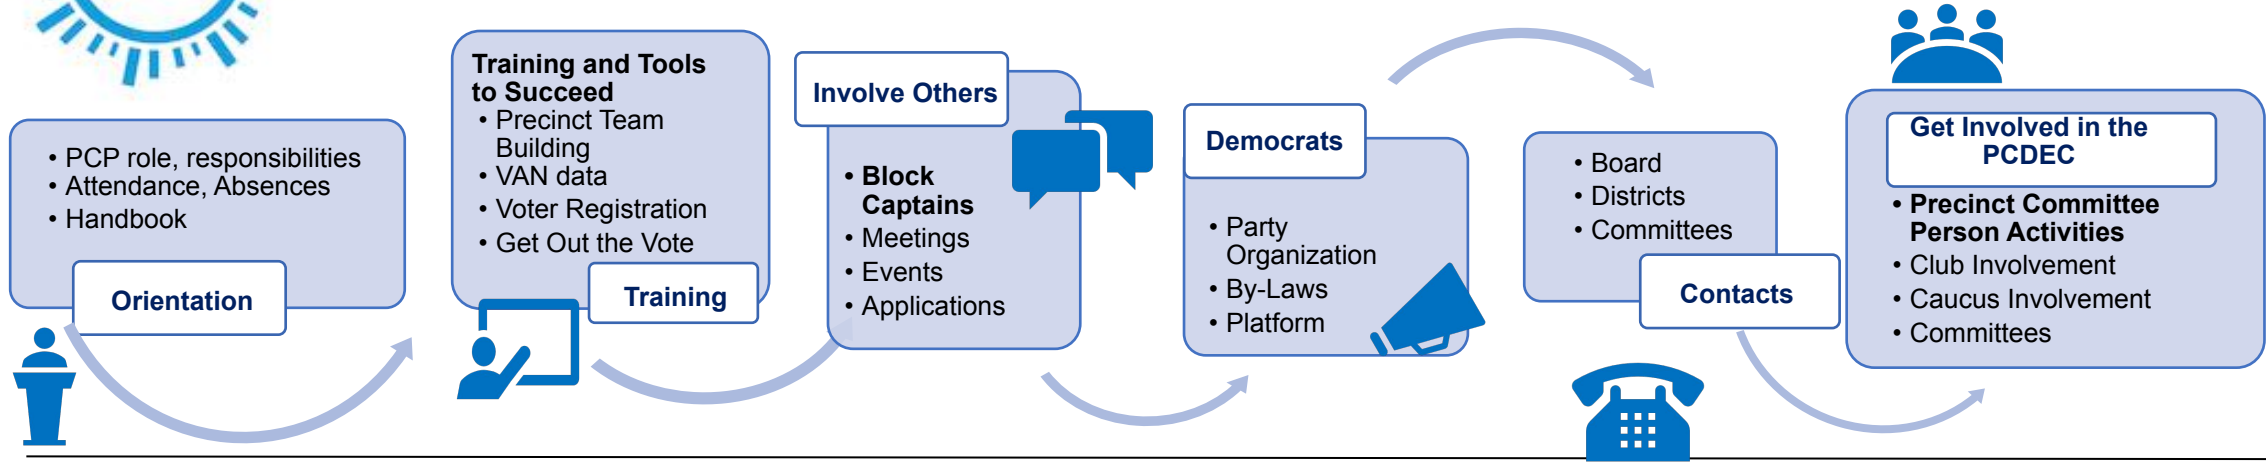 • PCP role, responsibilities
• Attendance, Absences
• Handbook
Orientation
Training and Tools
to Succeed
• Precinct Team
Building
• VAN data
• Voter Registration
• Get Out the Vote
Training
Involve Others
• Block
Captains
• Meetings
• Events
• Applications
Democrats
• Party
Organization
• By-Laws
• Platform
• Board
• Districts
• Committees
Contacts
Get Involved in the
PCDEC
• Precinct Committee
Person Activities
• Club Involvement
• Caucus Involvement
• Committees